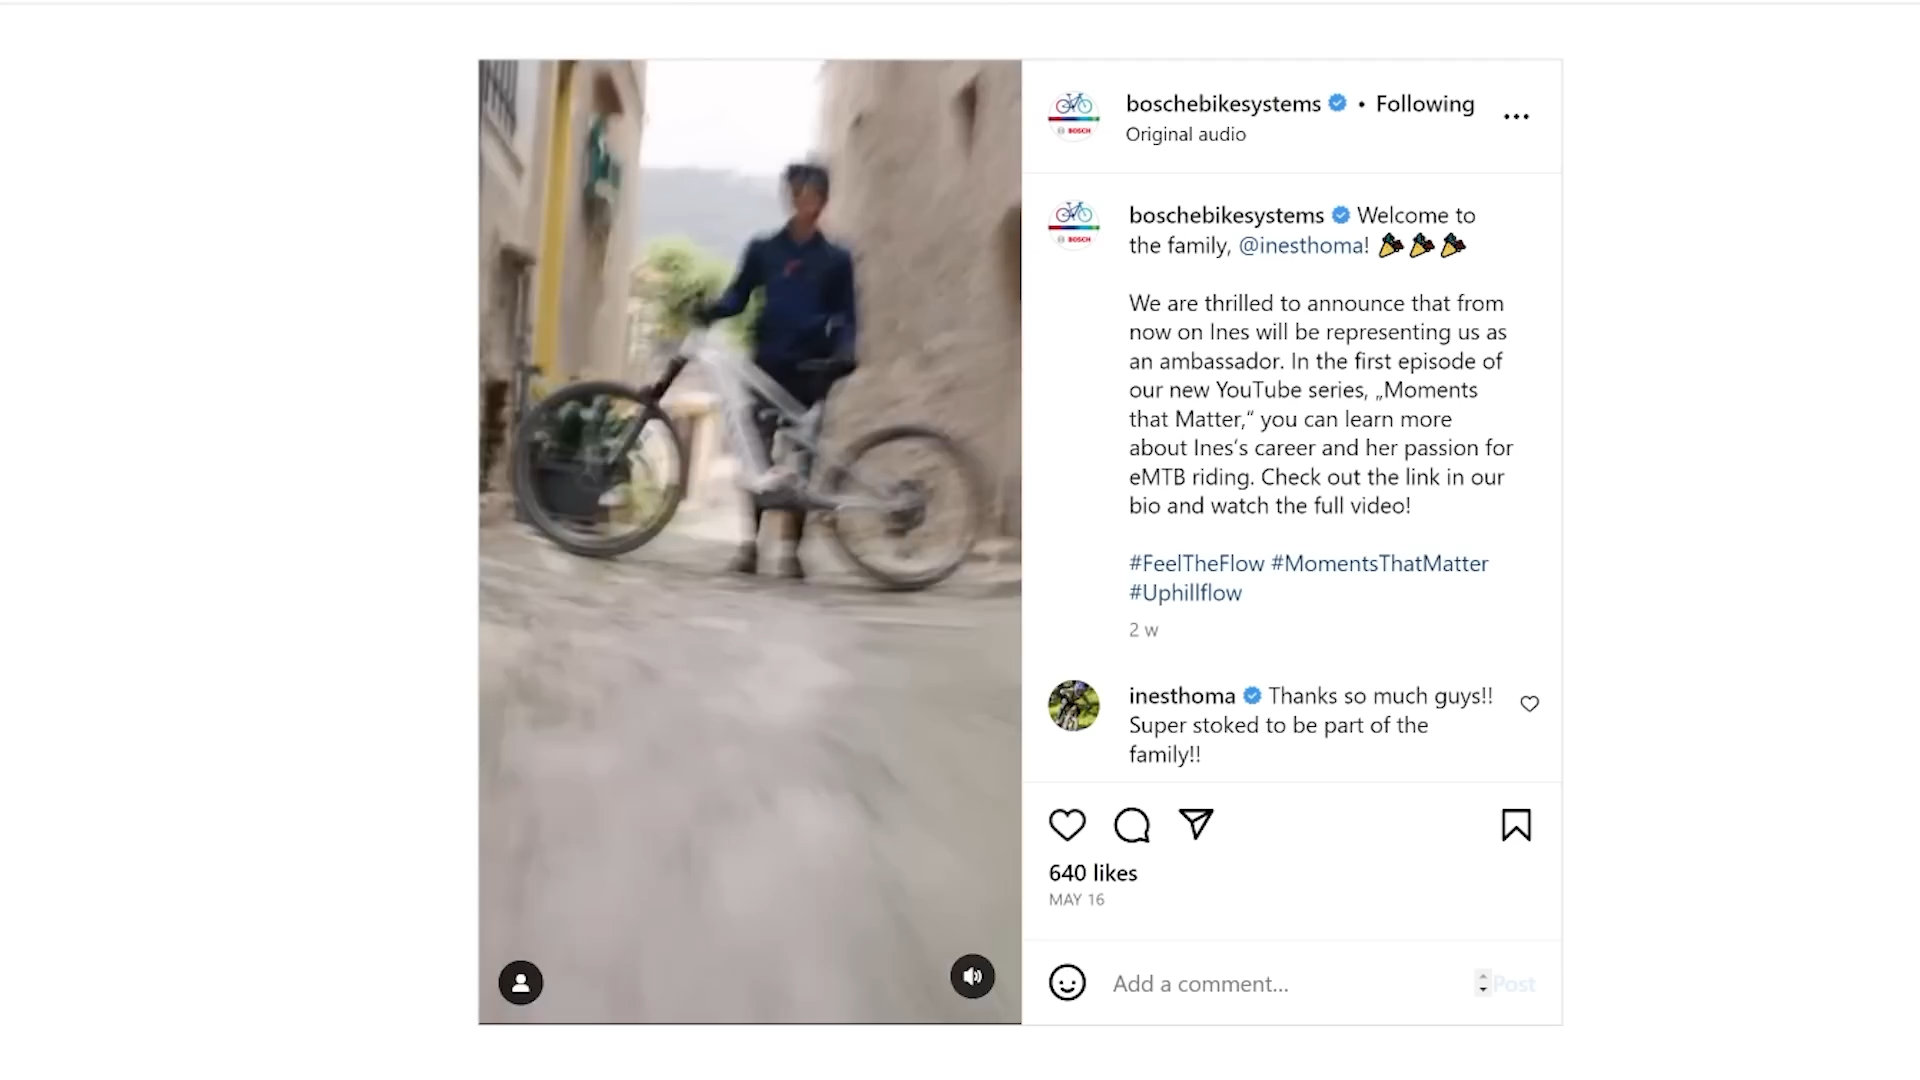 boschebikesystems • Following
Original audio
BOSCH
boschebikesystems Welcome to
the family, @inesthoma! 🎉🎉🎉
BOSCH
We are thrilled to announce that from
now on Ines will be representing us as
an ambassador. In the first episode of
our new YouTube series, „Moments
that Matter,“ you can learn more
about Ines‘s career and her passion for
eMTB riding. Check out the link in our
bio and watch the full video!
#FeelTheFlow #MomentsThatMatter
#Uphillflow
2 w
inesthoma Thanks so much guys!!
Super stoked to be part of the
family!!
640 likes
MAY 16
Add a comment...
Post